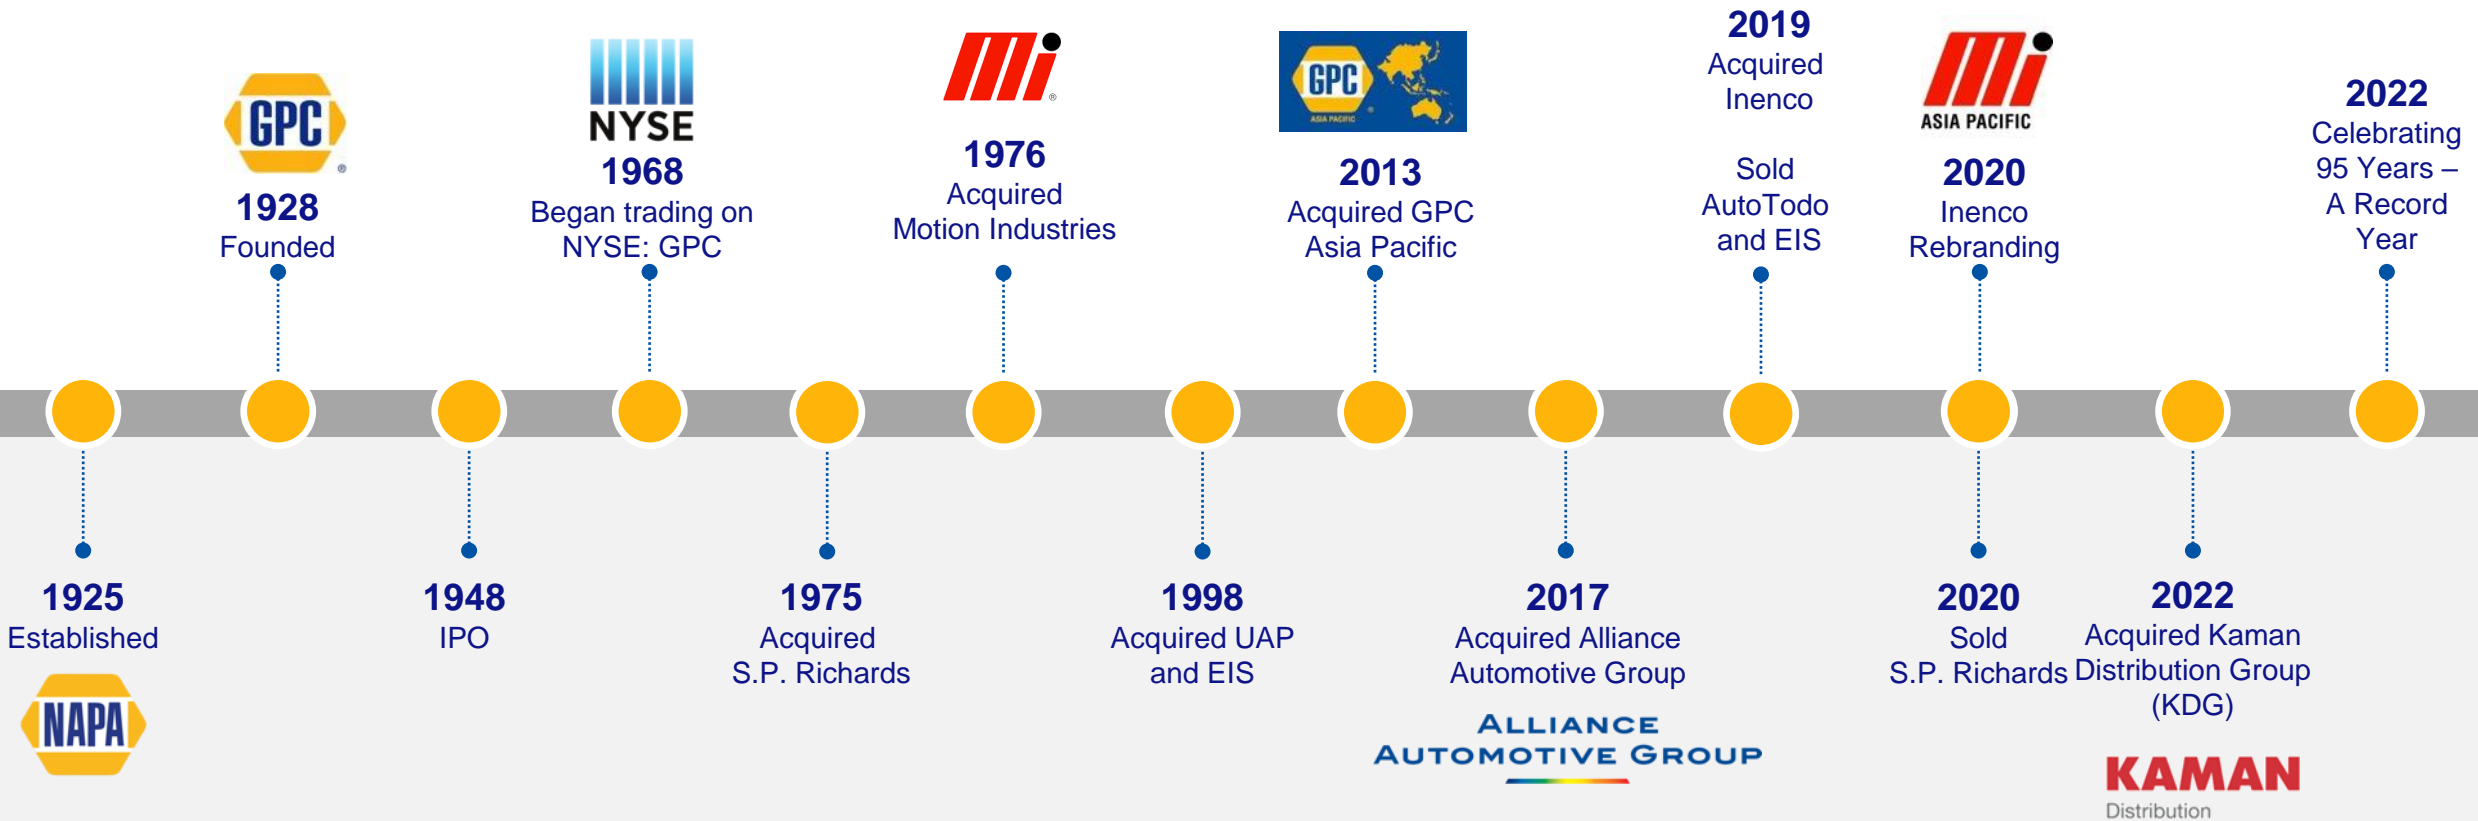 NAPA
1925
Established
GPC
®
1928
Founded
1948
IPO
NYSE
1968
Began trading on
NYSE: GPC
1975
Acquired
S.P. Richards
Mi
®
1976
Acquired
Motion Industries
1998
Acquired UAP
and EIS
GPC
®
ASIA PACIFIC
2013
Acquired GPC
Asia Pacific
2017
Acquired Alliance
Automotive Group
ALLIANCE
AUTOMOTIVE GROUP
2019
Acquired
Inenco
Sold
AutoTodo
and EIS
Mi
ASIA PACIFIC
2020
Inenco
Rebranding
2020
Sold
S.P. Richards
2022
Acquired Kaman
Distribution Group
(KDG)
KAMAN
Distribution
2022
Celebrating
95 Years –
A Record
Year